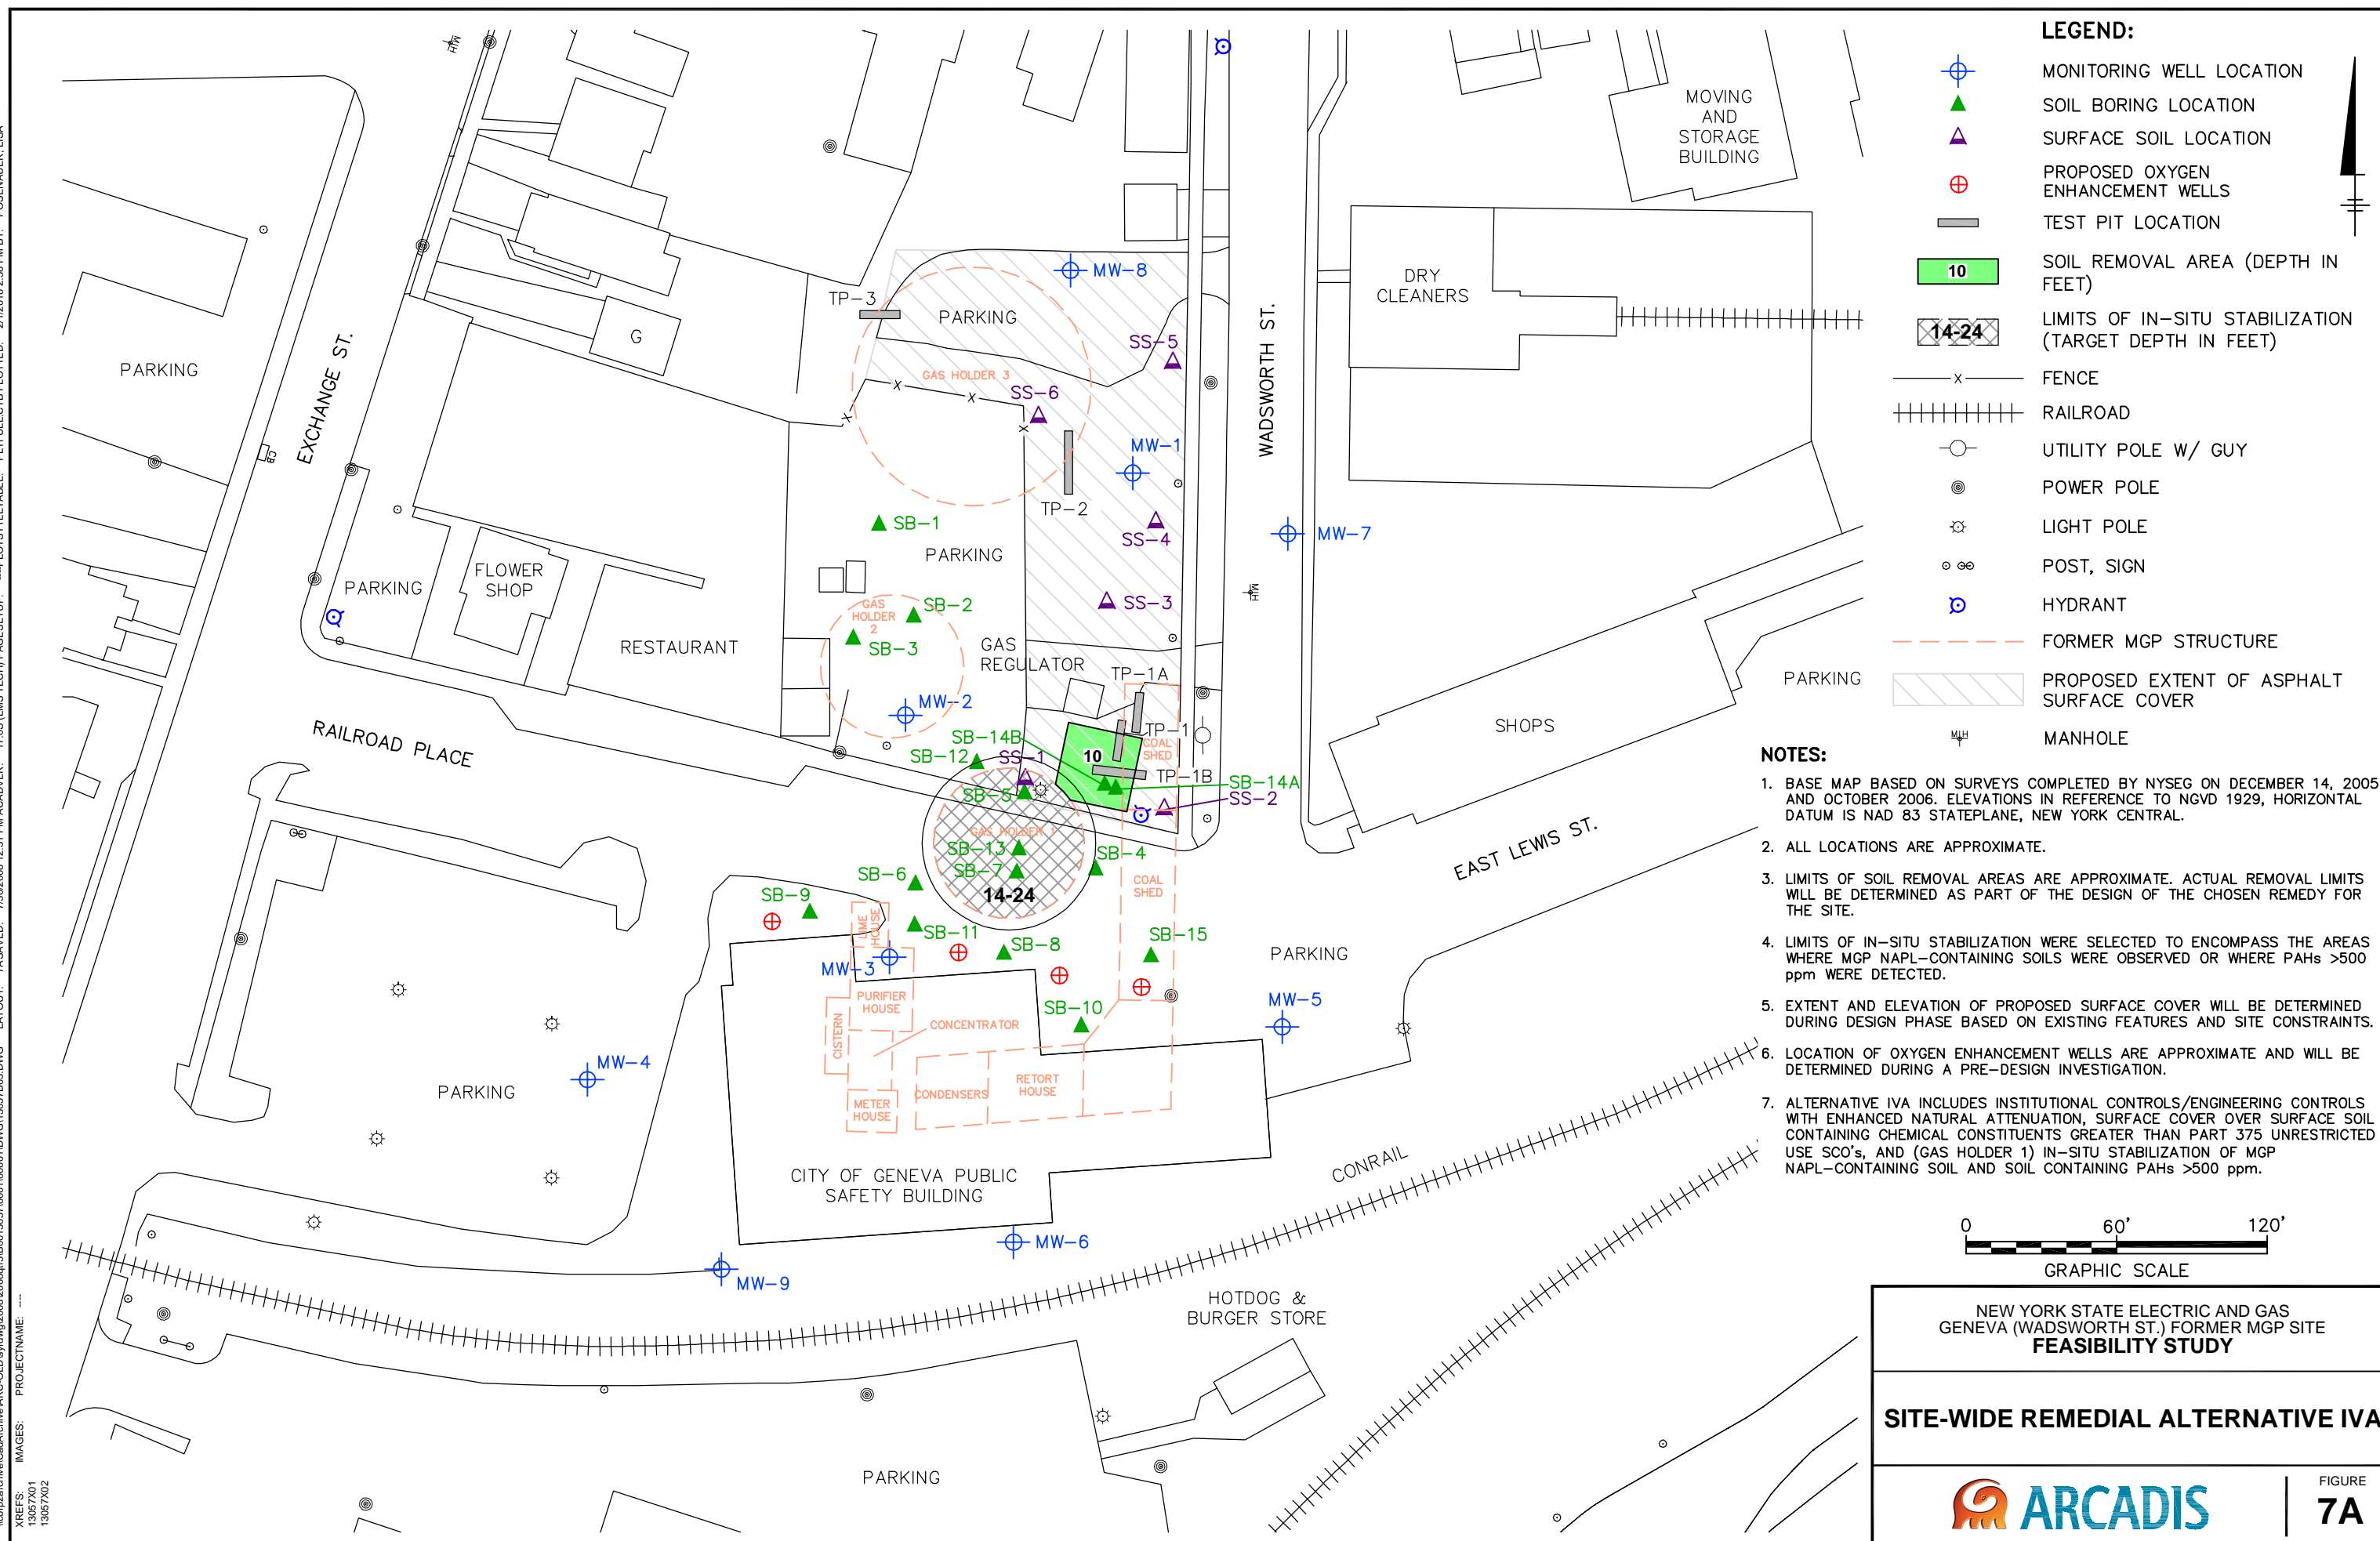 LEGEND:
MONITORING WELL LOCATION
SOIL BORING LOCATION
SURFACE SOIL LOCATION
PROPOSED OXYGEN
ENHANCEMENT WELLS
TEST PIT LOCATION
10
SOIL REMOVAL AREA (DEPTH IN
FEET)
14-24
LIMITS OF IN-SITU STABILIZATION
(TARGET DEPTH IN FEET)
X
FENCE
RAILROAD
UTILITY POLE W/ GUY
POWER POLE
LIGHT POLE
POST, SIGN
HYDRANT
FORMER MGP STRUCTURE
PROPOSED EXTENT OF ASPHALT
SURFACE COVER
MH
MANHOLE
NOTES:
1. BASE MAP BASED ON SURVEYS COMPLETED BY NYSEG ON DECEMBER 14, 2005
AND OCTOBER 2006. ELEVATIONS IN REFERENCE TO NGVD 1929, HORIZONTAL
DATUM IS NAD 83 STATEPLANE, NEW YORK CENTRAL.
2. ALL LOCATIONS ARE APPROXIMATE.
3. LIMITS OF SOIL REMOVAL AREAS ARE APPROXIMATE. ACTUAL REMOVAL LIMITS
WILL BE DETERMINED AS PART OF THE DESIGN OF THE CHOSEN REMEDY FOR
THE SITE.
4. LIMITS OF IN-SITU STABILIZATION WERE SELECTED TO ENCOMPASS THE AREAS
WHERE MGP NAPL-CONTAINING SOILS WERE OBSERVED OR WHERE PAHs >500
ppm WERE DETECTED.
5. EXTENT AND ELEVATION OF PROPOSED SURFACE COVER WILL BE DETERMINED
DURING DESIGN PHASE BASED ON EXISTING FEATURES AND SITE CONSTRAINTS.
6. LOCATION OF OXYGEN ENHANCEMENT WELLS ARE APPROXIMATE AND WILL BE
DETERMINED DURING A PRE-DESIGN INVESTIGATION.
7. ALTERNATIVE IVA INCLUDES INSTITUTIONAL CONTROLS/ENGINEERING CONTROLS
WITH ENHANCED NATURAL ATTENUATION, SURFACE COVER OVER SURFACE SOIL
CONTAINING CHEMICAL CONSTITUENTS GREATER THAN PART 375 UNRESTRICTED
USE SCO's, AND (GAS HOLDER 1) IN-SITU STABILIZATION OF MGP
NAPL-CONTAINING SOIL AND SOIL CONTAINING PAHs >500 ppm.
0 60' 120'
GRAPHIC SCALE
NEW YORK STATE ELECTRIC AND GAS
GENEVA (WADSWORTH ST.) FORMER MGP SITE
FEASIBILITY STUDY
SITE-WIDE REMEDIAL ALTERNATIVE IVA
ARCADIS
FIGURE
7A
MH
MOVING
AND
STORAGE
BUILDING
DRY
CLEANERS
PARKING
EXCHANGE ST.
CB
G
TP-3
PARKING
MW-8
SS-5
GAS HOLDER 3
SS-6
X
X
X
X
MW-1
TP-2
SS-4
WADSWORTH ST.
MW-7
MH
SB-1
PARKING
PARKING
FLOWER
SHOP
RESTAURANT
GAS
HOLDER
2
SB-2
SB-3
SS-3
GAS
REGULATOR
MW-2
TP-1A
TP-1
COAL
SHED
TP-1B
10
SB-14B
SB-12
SS-1
SB-5
SB-14A
SS-2
RAILROAD PLACE
SHOPS
PARKING
EAST LEWIS ST.
GAS HOLDER 1
SB-13
SB-7
14-24
SB-4
COAL
SHED
SB-6
SB-9
LIME
HOUSE
SB-11
SB-8
SB-15
PARKING
MW-3
PURIFIER
HOUSE
CISTERN
CONCENTRATOR
SB-10
MW-5
MW-4
PARKING
METER
HOUSE
CONDENSERS
RETORT
HOUSE
CITY OF GENEVA PUBLIC
SAFETY BUILDING
CONRAIL
MW-6
MW-9
HOTDOG &
BURGER STORE
PARKING
XREFS:
13057X01
13057X02
IMAGES:
PROJECTNAME: ----